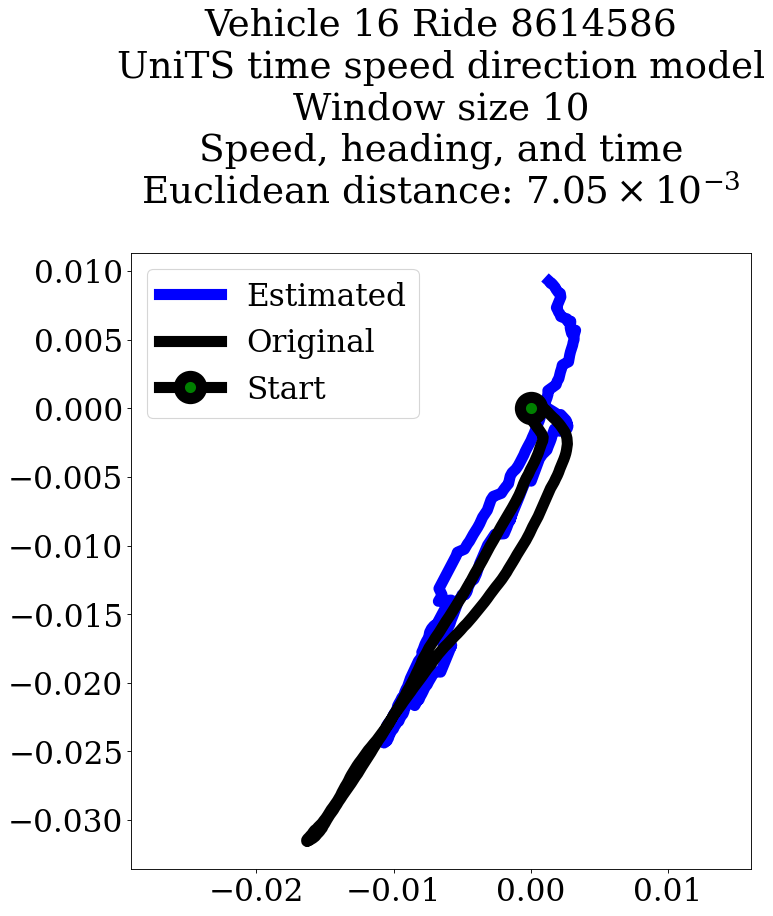 Vehicle 16 Ride 8614586
UniTS time speed direction model
Window size 10
Speed, heading, and time
Euclidean distance: 7.05 × 10⁻³
0.010
0.005
0.000
−0.005
−0.010
−0.015
−0.020
−0.025
−0.030
Estimated
Original
Start
−0.02 −0.01 0.00 0.01